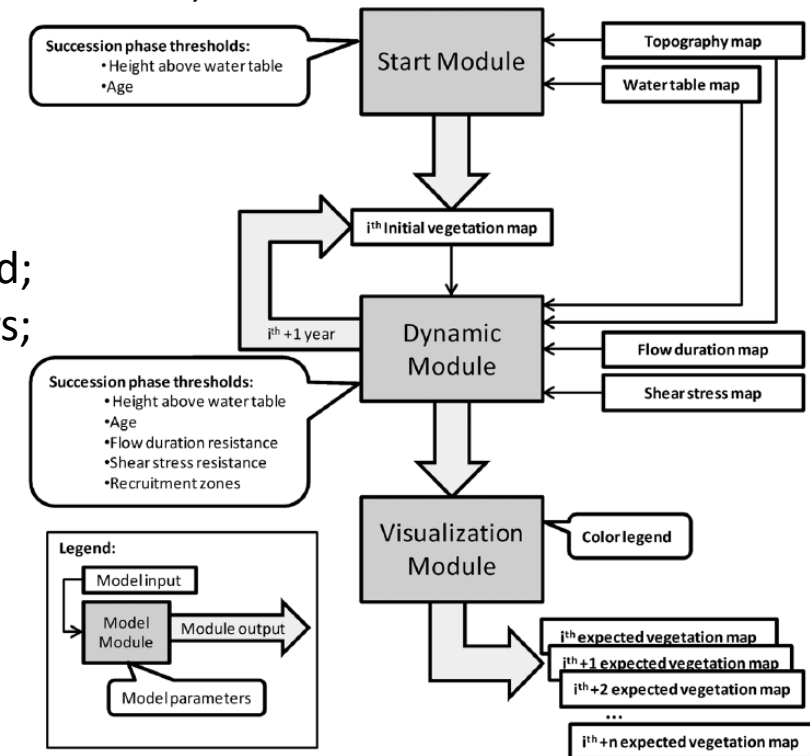 Succession phase thresholds:
•Height above water table
•Age
Start Module
Topography map
Water table map
ith Initial vegetation map
d;
s;
ith +1 year
Dynamic
Module
Flow duration map
Shear stress map
Succession phase thresholds:
•Height above water table
•Age
•Flow duration resistance
•Shear stress resistance
•Recruitment zones
Visualization
Module
Color legend
Legend:
Model input
Model
Module
Module output
Model parameters
ith expected vegetation map
ith+1 expected vegetation map
ith+2 expected vegetation map
...
ith+n expected vegetation map